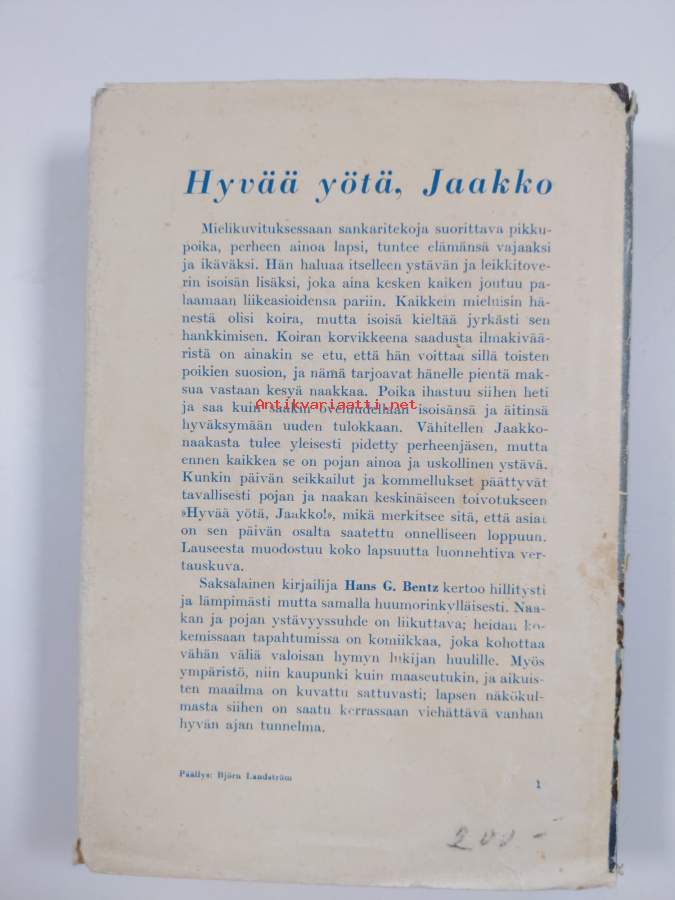 Hyvää yötä, Jaakko
Mielikuvituksessaan sankaritekoja suorittava pikku-
poika, perheen ainoa lapsi, tuntee elämänsä vajaaksi
ja ikäväksi. Hän haluaa itselleen ystävän ja leikkitove-
rin isoisän lisäksi, joka aina kesken kaiken joutuu pa-
laamaan liikeasioidensa pariin. Kaikkein mieluisin hä-
nestä olisi koira, mutta isoisä kieltää jyrkästi sen
hankkimisen. Koiran korvikkeena saadusta ilmakivää-
ristä on ainakin se etu, että hän voittaa sillä toisten
poikien suosion, ja nämä tarjoavat hänelle pientä mak-
sua vastaan kesyä naakkaa. Poika ihastuu siihen heti
ja saa kuin saakin isoisänsä ja äitinsä
Antikvariaatti.net
hyväksymään uuden tulokkaan. Vähitellen Jaakko-
naakasta tulee yleisesti pidetty perheenjäsen, mutta
ennen kaikkea se on pojan ainoa ja uskollinen ystävä.
Kunkin päivän seikkailut ja kommellukset päättyvät
tavallisesti pojan ja naakan keskinäiseen toivotukseen
»Hyvää yötä, Jaakko!», mikä merkitsee sitä, että asiat
on sen päivän osalta saatettu onnelliseen loppuun.
Lauseesta muodostuu koko lapsuutta luonnehtiva ver-
tauskuva.
Saksalainen kirjailija Hans G. Bentz kertoo hillitysti
ja lämpimästi mutta samalla huumorinkylläisesti. Naa-
kan ja pojan ystävyyssuhde on liikuttava; heidän ko-
kemissaan tapahtumissa on komiikkaa, joka kohottaa
vähän väliä valoisan hymyn lukijan huulille. Myös
ympäristö, niin kaupunki kuin maaseutukin, ja aikuis-
ten maailma on kuvattu sattuvasti; lapsen näkökul-
masta siihen on saatu kerrassaan viehättävä vanhan
hyvän ajan tunnelma.
Päällys: Björn Landström
1
200 –